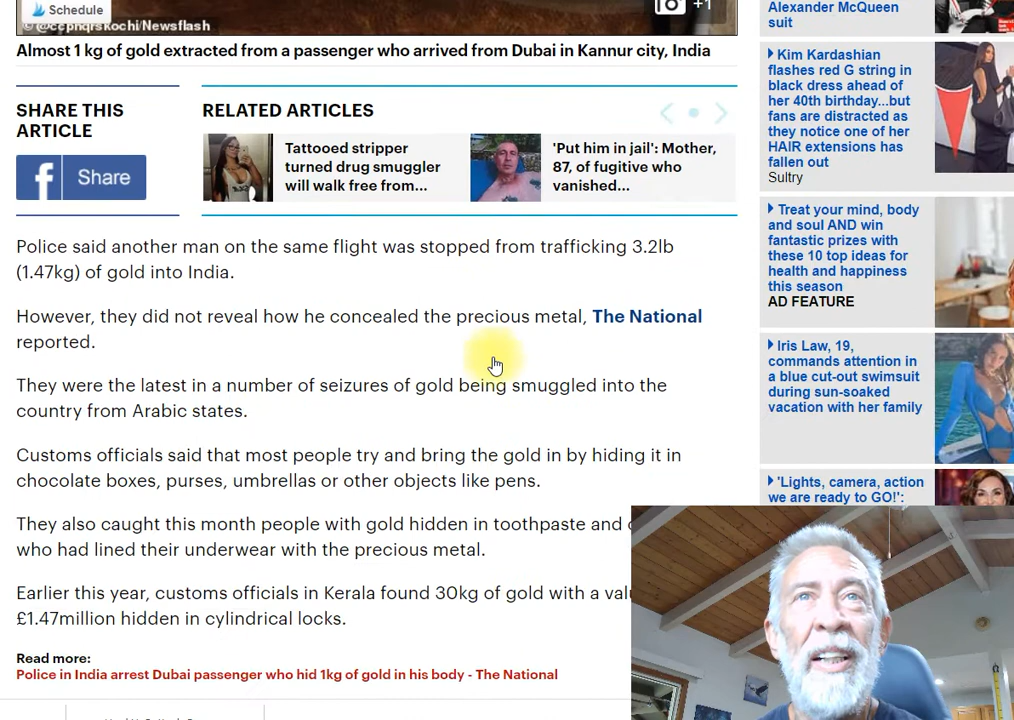 Schedule
+1
© @ccphqrskochi/Newsflash
Almost 1 kg of gold extracted from a passenger who arrived from Dubai in Kannur city, India
SHARE THIS
ARTICLE
f Share
RELATED ARTICLES
Tattooed stripper
turned drug smuggler
will walk free from...
'Put him in jail': Mother,
87, of fugitive who
vanished...
Police said another man on the same flight was stopped from trafficking 3.2lb
(1.47kg) of gold into India.
However, they did not reveal how he concealed the precious metal, The National
reported.
They were the latest in a number of seizures of gold being smuggled into the
country from Arabic states.
Customs officials said that most people try and bring the gold in by hiding it in
chocolate boxes, purses, umbrellas or other objects like pens.
They also caught this month people with gold hidden in toothpaste and
who had lined their underwear with the precious metal.
Earlier this year, customs officials in Kerala found 30kg of gold with a
£1.47million hidden in cylindrical locks.
Read more:
Police in India arrest Dubai passenger who hid 1kg of gold in his body - The National
Alexander McQueen
suit
Kim Kardashian
flashes red G string in
black dress ahead of
her 40th birthday...but
fans are distracted as
they notice one of her
HAIR extensions has
fallen out
Sultry
Treat your mind, body
and soul AND win
fantastic prizes with
these 10 top ideas for
health and happiness
this season
AD FEATURE
Iris Law, 19,
commands attention in
a blue cut-out swimsuit
during sun-soaked
vacation with her family
'Lights, camera, action
we are ready to GO!':